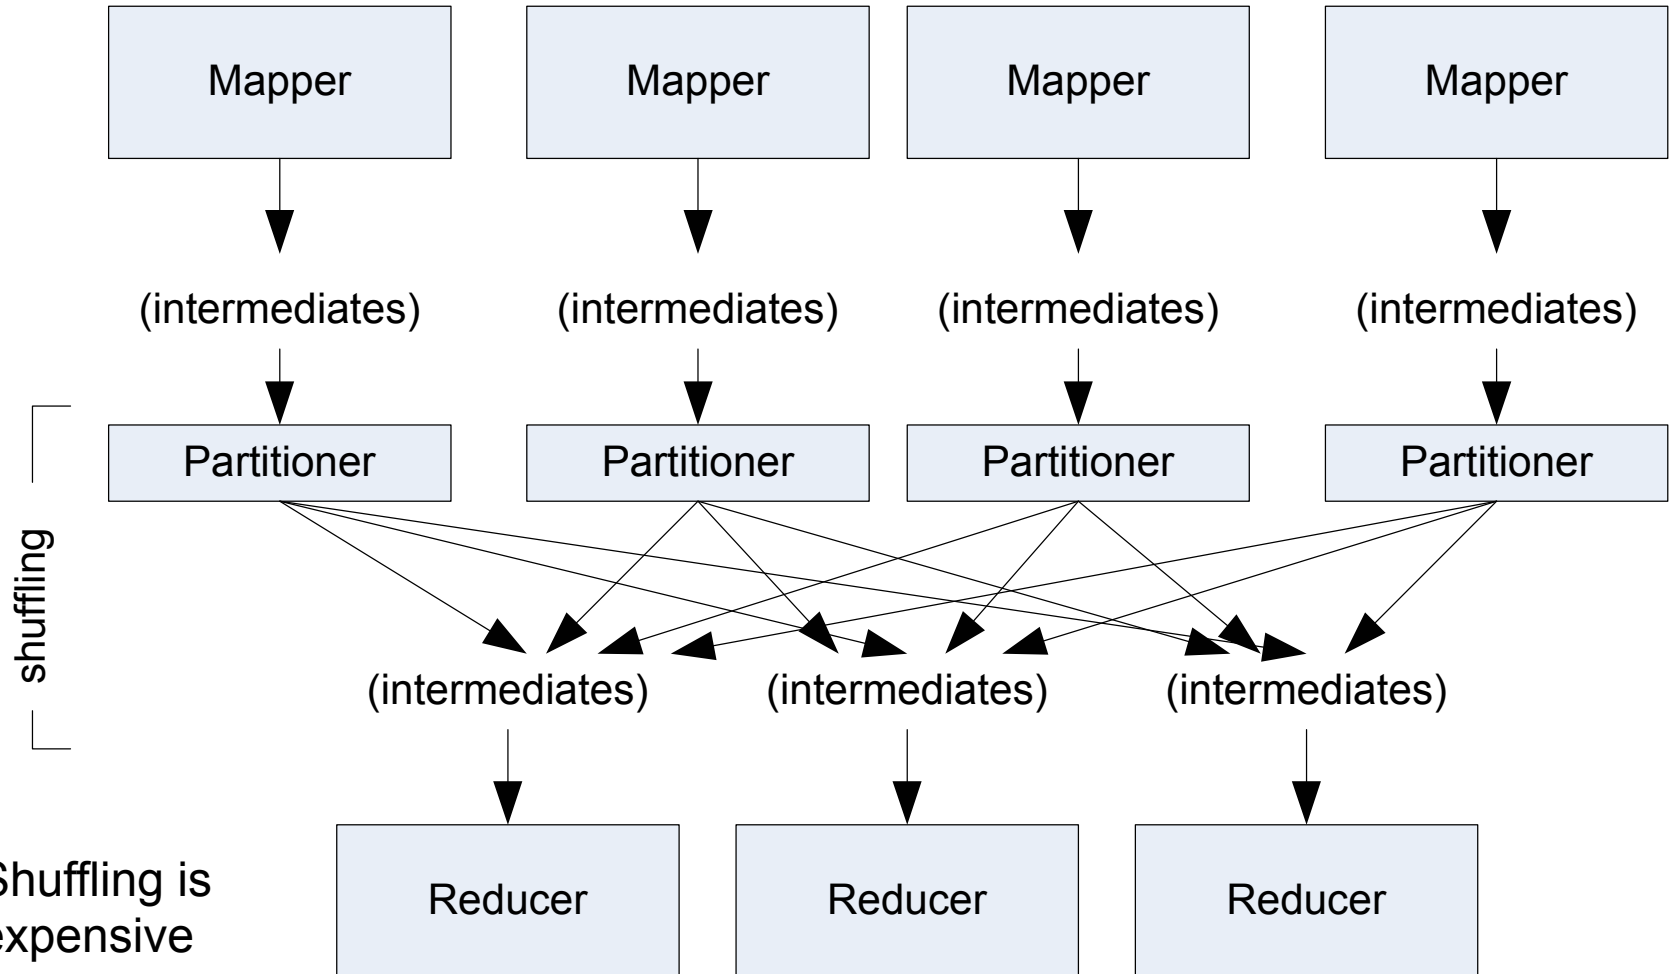 Mapper
Mapper
Mapper
Mapper
(intermediates)
(intermediates)
(intermediates)
(intermediates)
Partitioner
Partitioner
Partitioner
Partitioner
shuffling
(intermediates)
(intermediates)
(intermediates)
Shuffling is
expensive
Reducer
Reducer
Reducer